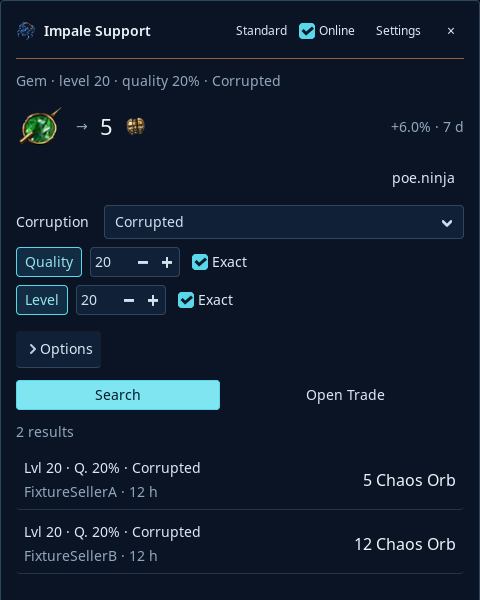 Impale Support Standard Online Settings ×
Gem · level 20 · quality 20% · Corrupted
→ 5 +6.0% · 7 d
poe.ninja
Corruption Corrupted
Quality 20 − + Exact
Level 20 − + Exact
Options
Search Open Trade
2 results
Lvl 20 · Q. 20% · Corrupted
5 Chaos Orb
FixtureSellerA · 12 h
Lvl 20 · Q. 20% · Corrupted
12 Chaos Orb
FixtureSellerB · 12 h